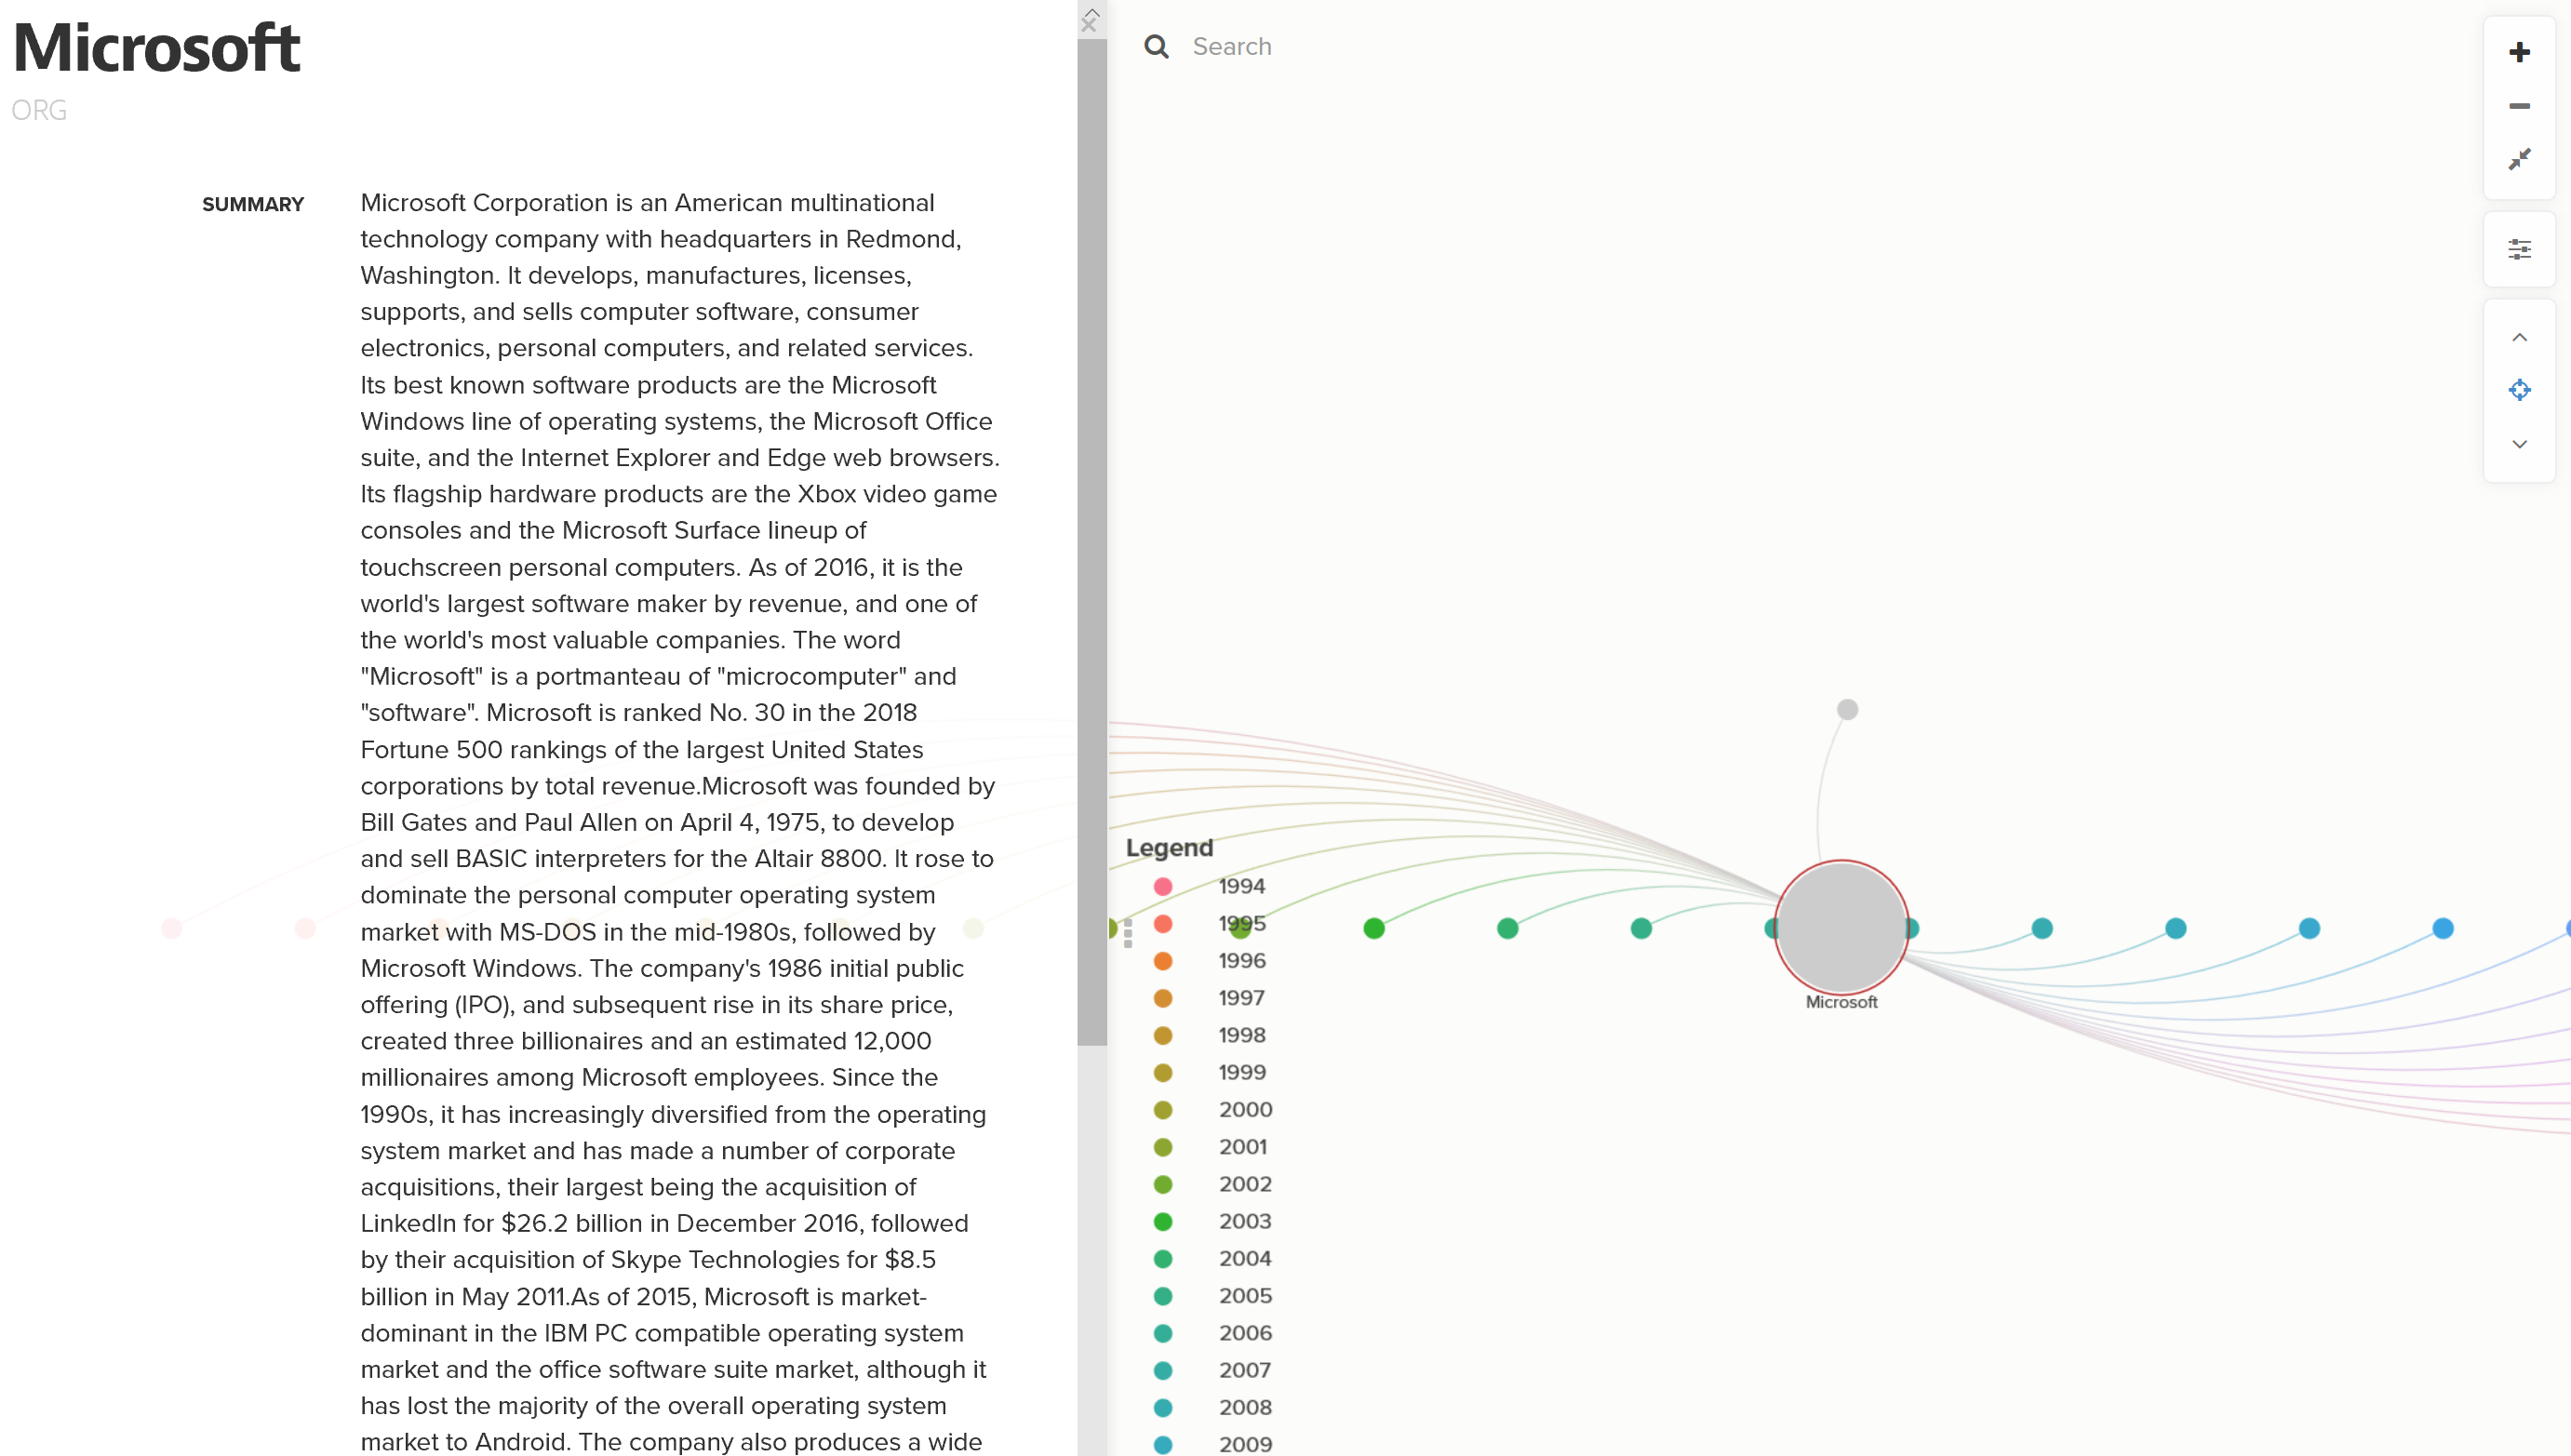 Microsoft
ORG
SUMMARY
Microsoft Corporation is an American multinational
technology company with headquarters in Redmond,
Washington. It develops, manufactures, licenses,
supports, and sells computer software, consumer
electronics, personal computers, and related services.
Its best known software products are the Microsoft
Windows line of operating systems, the Microsoft Office
suite, and the Internet Explorer and Edge web browsers.
Its flagship hardware products are the Xbox video game
consoles and the Microsoft Surface lineup of
touchscreen personal computers. As of 2016, it is the
world's largest software maker by revenue, and one of
the world's most valuable companies. The word
"Microsoft" is a portmanteau of "microcomputer" and
"software". Microsoft is ranked No. 30 in the 2018
Fortune 500 rankings of the largest United States
corporations by total revenue.Microsoft was founded by
Bill Gates and Paul Allen on April 4, 1975, to develop
and sell BASIC interpreters for the Altair 8800. It rose to
dominate the personal computer operating system
market with MS-DOS in the mid-1980s, followed by
Microsoft Windows. The company's 1986 initial public
offering (IPO), and subsequent rise in its share price,
created three billionaires and an estimated 12,000
millionaires among Microsoft employees. Since the
1990s, it has increasingly diversified from the operating
system market and has made a number of corporate
acquisitions, their largest being the acquisition of
LinkedIn for $26.2 billion in December 2016, followed
by their acquisition of Skype Technologies for $8.5
billion in May 2011.As of 2015, Microsoft is market-
dominant in the IBM PC compatible operating system
market and the office software suite market, although it
has lost the majority of the overall operating system
market to Android. The company also produces a wide
Search
Legend
1994
1995
1996
1997
1998
1999
2000
2001
2002
2003
2004
2005
2006
2007
2008
2009
Microsoft